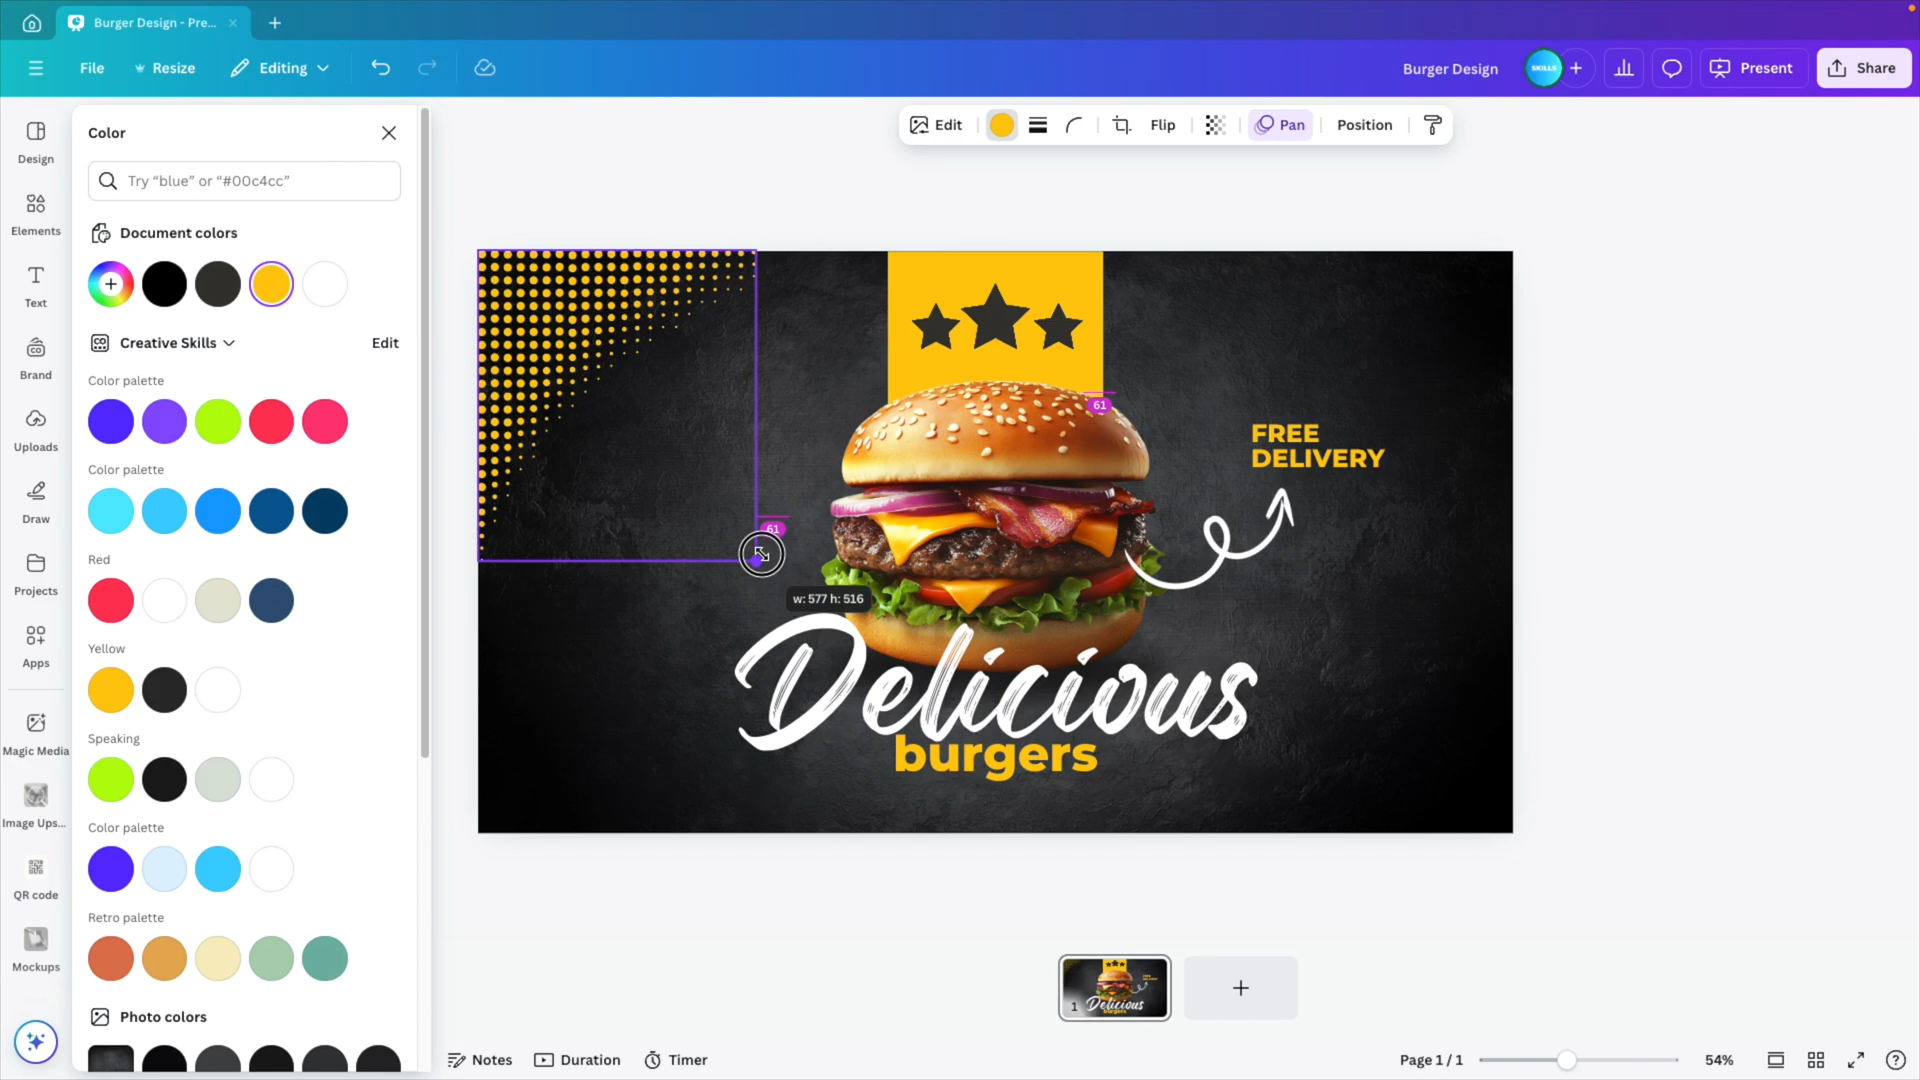 Burger Design - Pre...
File
Resize
Editing
Burger Design
SKILLS
Present
Share
Design
Elements
Text
Brand
Uploads
Draw
Projects
Apps
Magic Media
Image Ups...
QR code
Mockups
Color
Try “blue” or “#00c4cc”
Document colors
Creative Skills
Edit
Color palette
Color palette
Red
Yellow
Speaking
Color palette
Retro palette
Photo colors
Edit
Flip
Pan
Position
61
FREE
DELIVERY
61
w: 577 h: 516
Delicious
burgers
1
Delicious
burgers
Notes
Duration
Timer
Page 1 / 1
54%